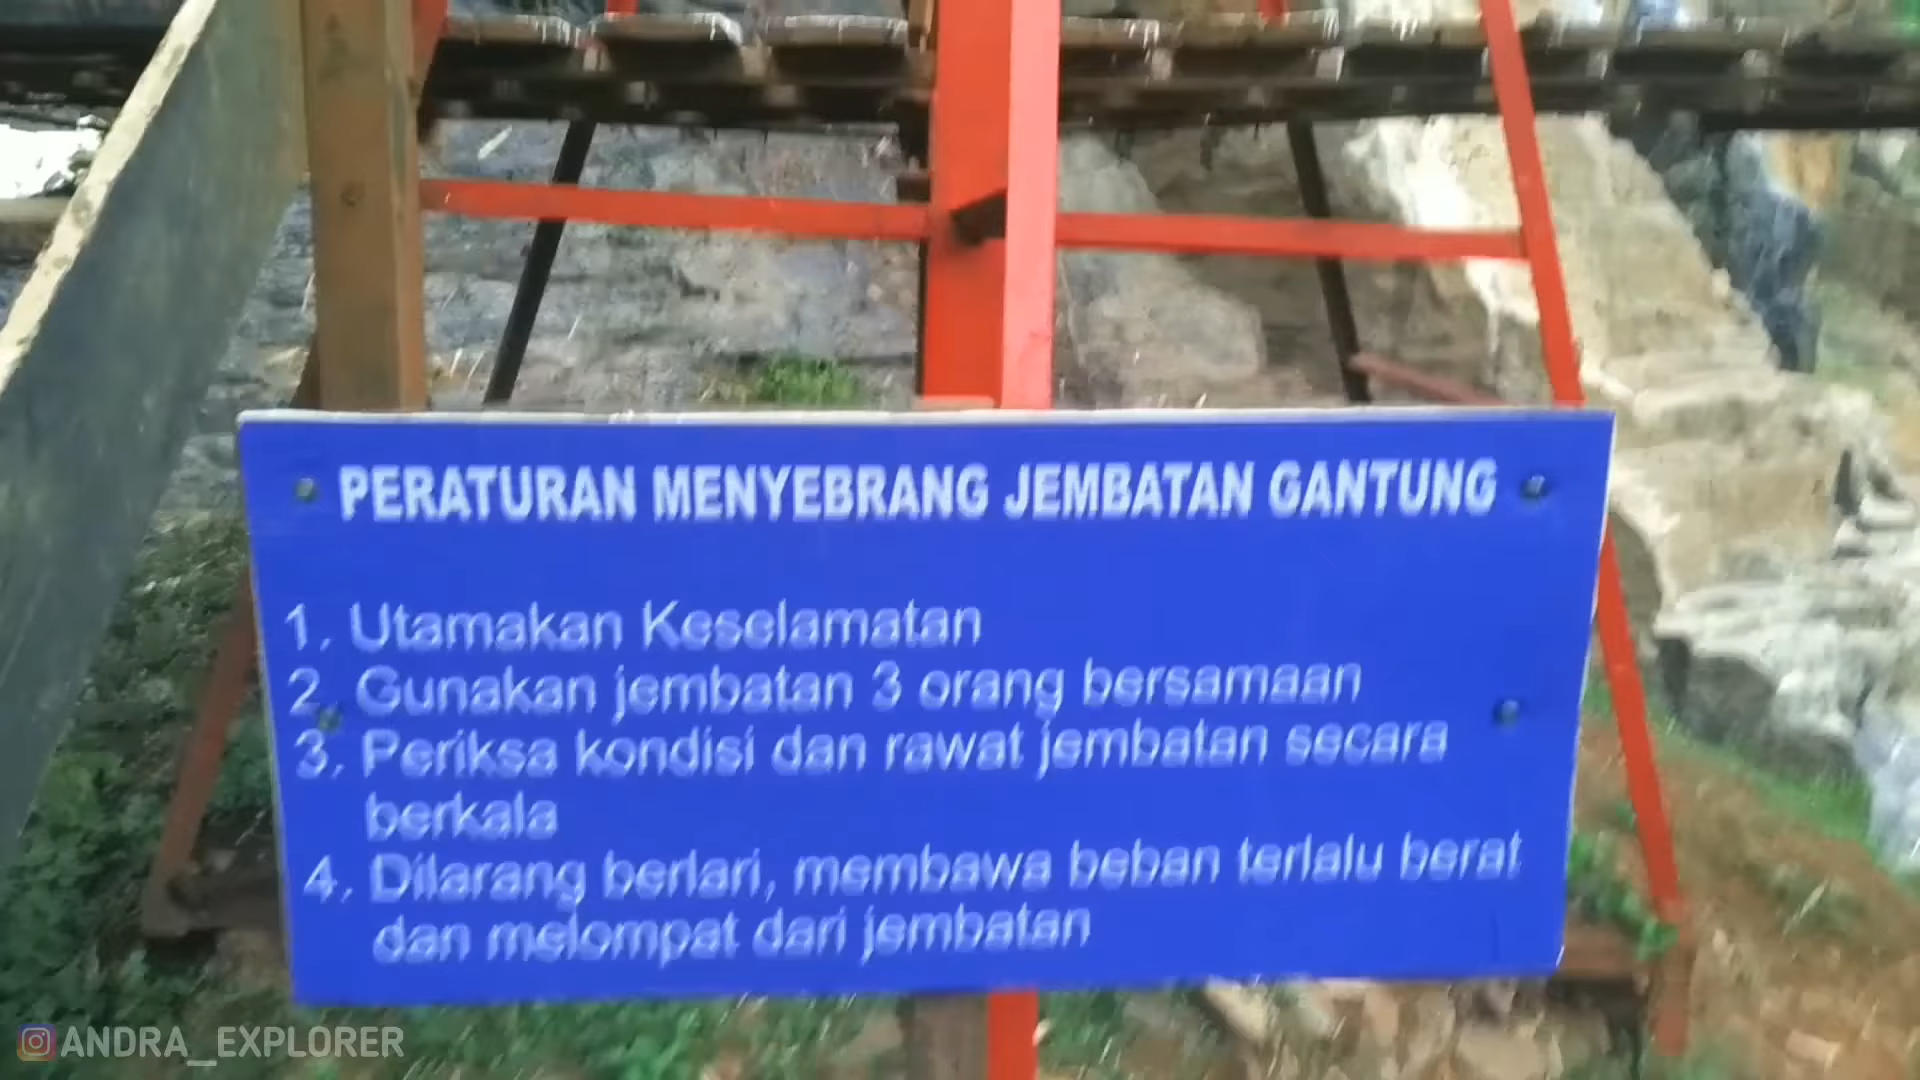 PERATURAN MENYEBRANG JEMBATAN GANTUNG
1. Utamakan Keselamatan
2. Gunakan jembatan 3 orang bersamaan
3. Periksa kondisi dan rawat jembatan secara
berkala
4. Dilarang berlari, membawa beban terlalu berat
dan melompat dari jembatan
ANDRA_EXPLORER